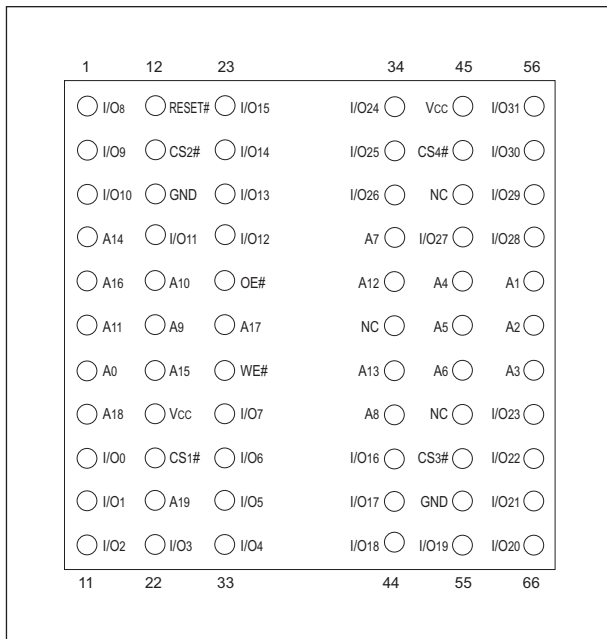 1 12 23 34 45 56
I/O8 RESET# I/O15 I/O24 Vcc I/O31
I/O9 CS2# I/O14 I/O25 CS4# I/O30
I/O10 GND I/O13 I/O26 NC I/O29
A14 I/O11 I/O12 A7 I/O27 I/O28
A16 A10 OE# A12 A4 A1
A11 A9 A17 NC A5 A2
A0 A15 WE# A13 A6 A3
A18 Vcc I/O7 A8 NC I/O23
I/O0 CS1# I/O6 I/O16 CS3# I/O22
I/O1 A19 I/O5 I/O17 GND I/O21
I/O2 I/O3 I/O4 I/O18 I/O19 I/O20
11 22 33 44 55 66